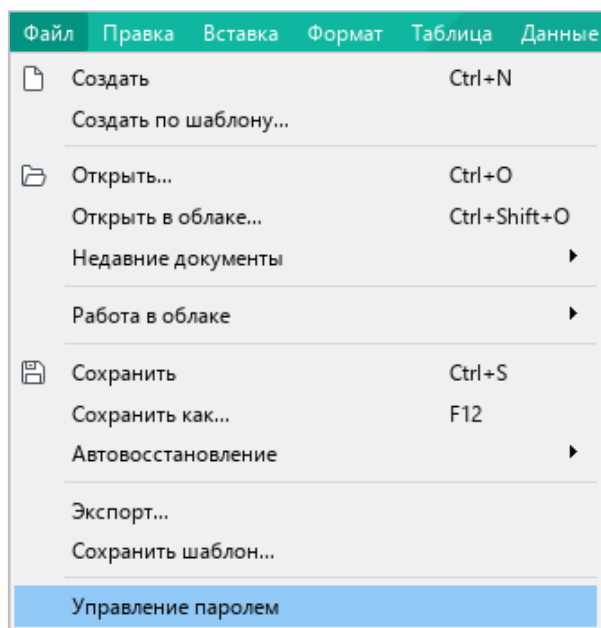 Файл Правка Вставка Формат Таблица Данные
Создать Ctrl+N
Создать по шаблону...
Открыть... Ctrl+O
Открыть в облаке... Ctrl+Shift+O
Недавние документы
Работа в облаке
Сохранить Ctrl+S
Сохранить как... F12
Автовосстановление
Экспорт...
Сохранить шаблон...
Управление паролем